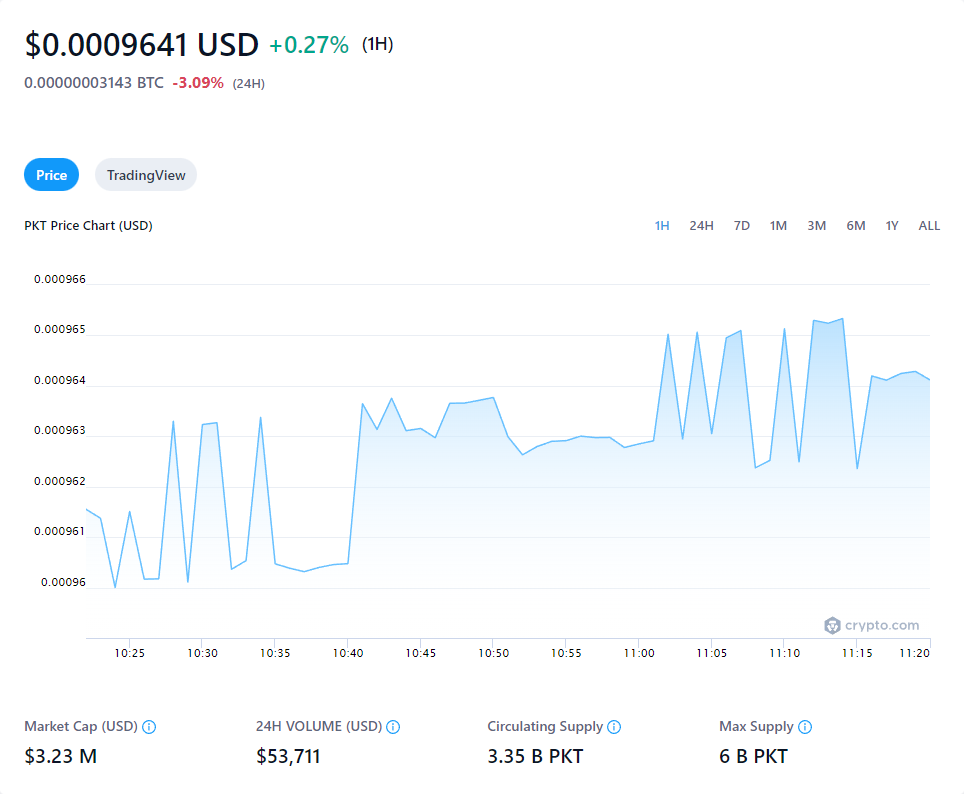 $0.0009641 USD +0.27% (1H)
0.00000003143 BTC -3.09% (24H)
Price TradingView
PKT Price Chart (USD) 1H 24H 7D 1M 3M 6M 1Y ALL
0.000966
0.000965
0.000964
0.000963
0.000962
0.000961
0.00096
crypto.com
10:25 10:30 10:35 10:40 10:45 10:50 10:55 11:00 11:05 11:10 11:15 11:20
Market Cap (USD) 24H VOLUME (USD) Circulating Supply Max Supply
$3.23 M $53,711 3.35 B PKT 6 B PKT